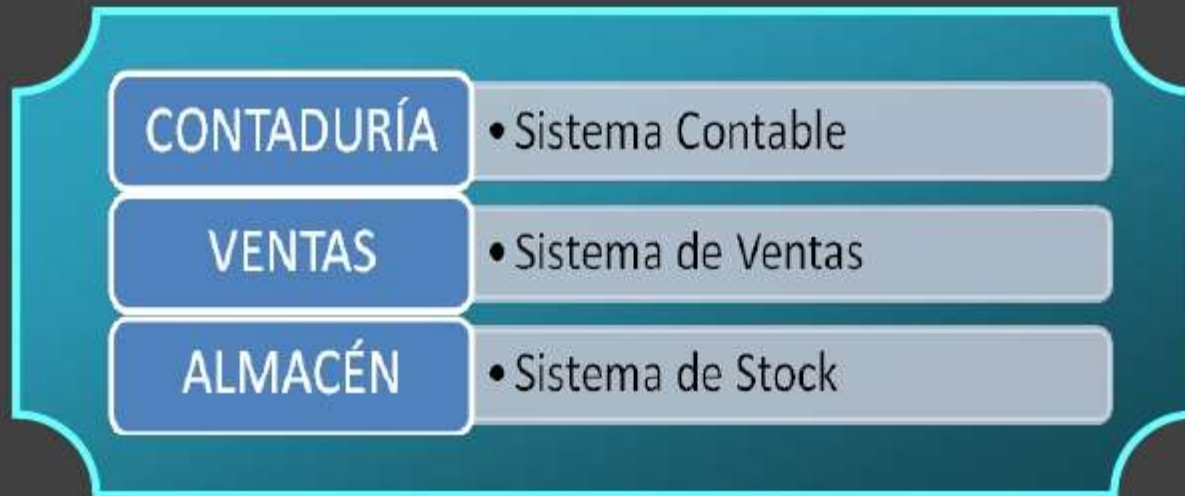 CONTADURÍA
• Sistema Contable
VENTAS
• Sistema de Ventas
ALMACÉN
• Sistema de Stock